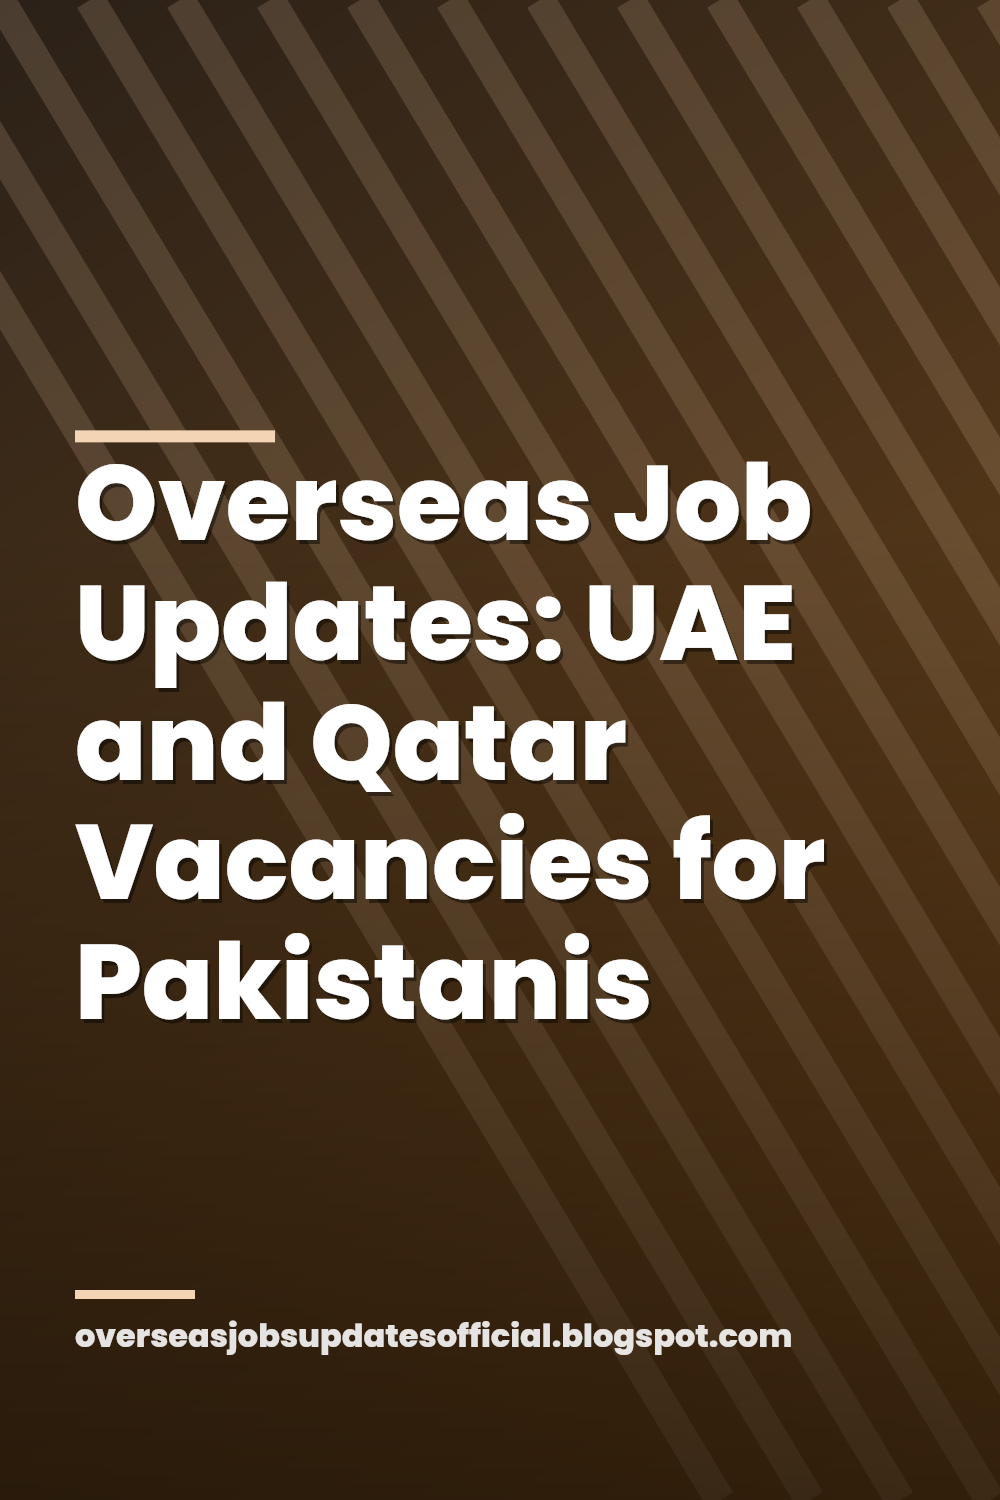 Overseas Job
Updates: UAE
and Qatar
Vacancies for
Pakistanis
overseasjobsupdatesofficial.blogspot.com